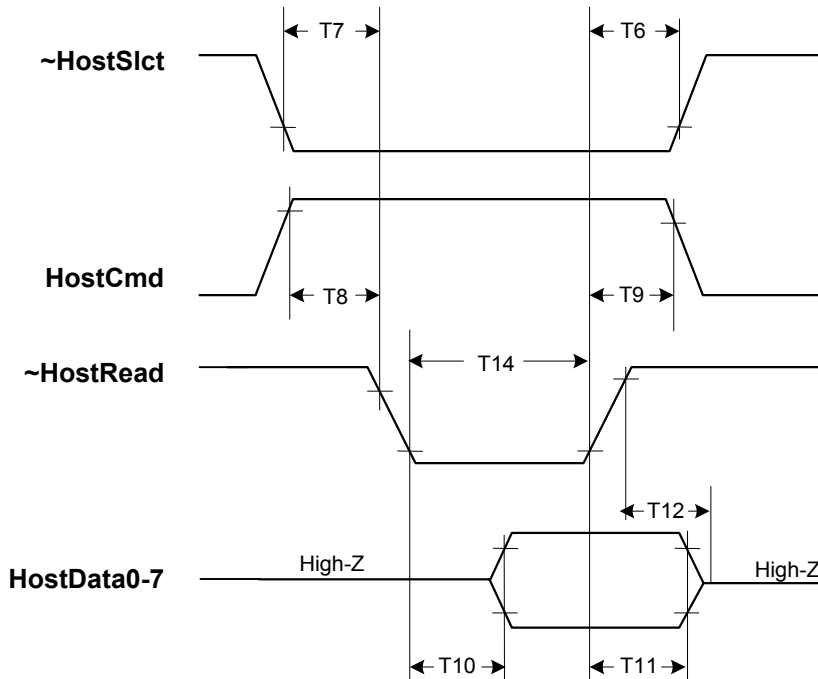 T7
T6
~HostSlct
HostCmd
T8
T9
~HostRead
T14
T12
High-Z
High-Z
HostData0-7
T10
T11